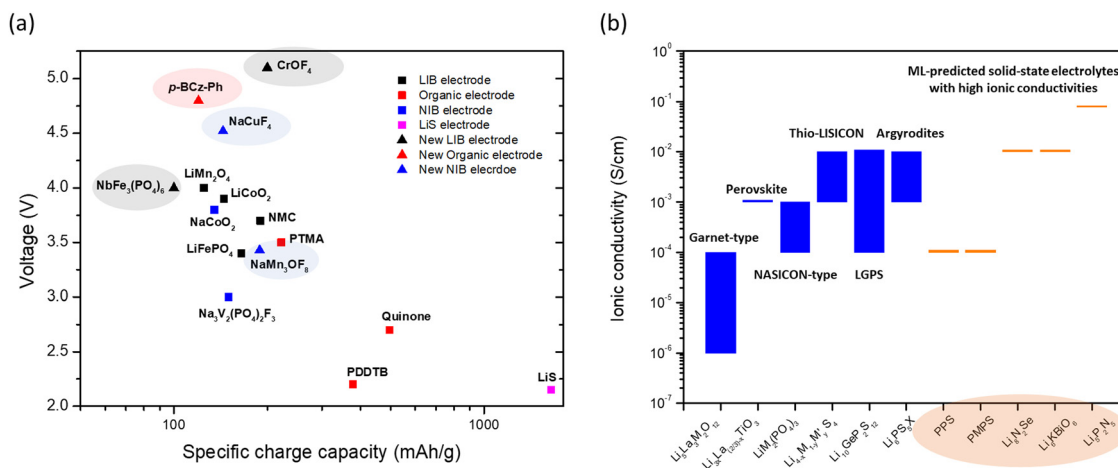 (a)
Voltage (V)
5.0
4.5
4.0
3.5
3.0
2.5
2.0
CrOF₄
p-BCz-Ph
NaCuF₄
NbFe₃(PO₄)₆
LiMn₂O₄
LiCoO₂
NaCoO₂
NMC
LiFePO₄
PTMA
NaMn₃OF₈
Na₃V₂(PO₄)₂F₃
Quinone
PDDTB
LiS
LIB electrode
Organic electrode
NIB electrode
LiS electrode
New LIB electrode
New Organic electrode
New NIB elecrdoe
100
200
1000
Specific charge capacity (mAh/g)
(b)
Ionic conductivity (S/cm)
10⁰
10⁻¹
10⁻²
10⁻³
10⁻⁴
10⁻⁵
10⁻⁶
10⁻⁷
ML-predicted solid-state electrolytes
with high ionic conductivities
Thio-LISICON
Argyrodites
Perovskite
Garnet-type
NASICON-type
LGPS
Li₅La₃M₂O₁₂
LiM₂(PO₄)₃
Li₁₀GeP₂S₁₂
Li₆PS₅X
PPS
PMPS